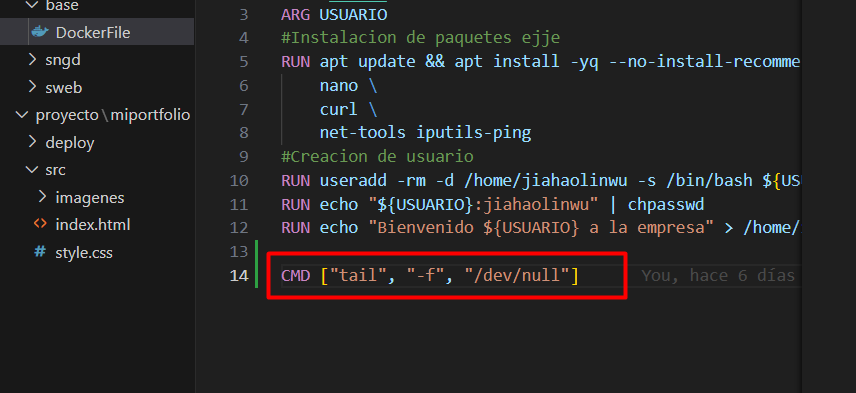 base
DockerFile
sngd
sweb
proyecto\miportfolio
deploy
src
imagenes
index.html
style.css
3 ARG USUARIO
4 #Instalacion de paquetes ejje
5 RUN apt update && apt install -yq --no-install-recomme
6 nano \
7 curl \
8 net-tools iputils-ping
9 #Creacion de usuario
10 RUN useradd -rm -d /home/jiahaolinwu -s /bin/bash ${USU
11 RUN echo "${USUARIO}:jiahaolinwu" | chpasswd
12 RUN echo "Bienvenido ${USUARIO} a la empresa" > /home/
13
14 CMD ["tail", "-f", "/dev/null"] You, hace 6 días